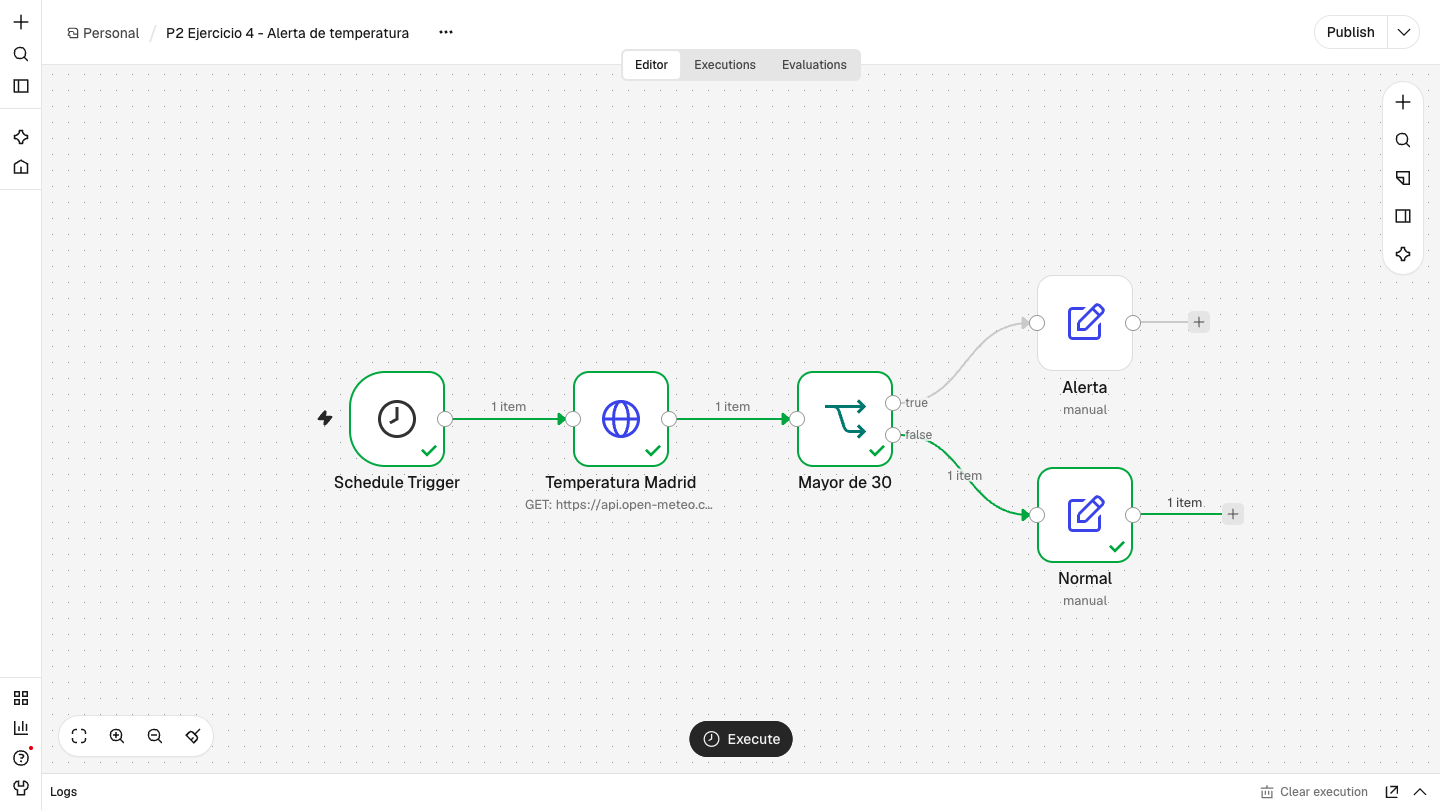 Personal / P2 Ejercicio 4 - Alerta de temperatura
Publish
Editor Executions Evaluations
1 item
1 item
true
false
1 item
1 item
Alerta
manual
Schedule Trigger
Temperatura Madrid
GET: https://api.open-meteo.c...
Mayor de 30
Normal
manual
Execute
Logs
Clear execution